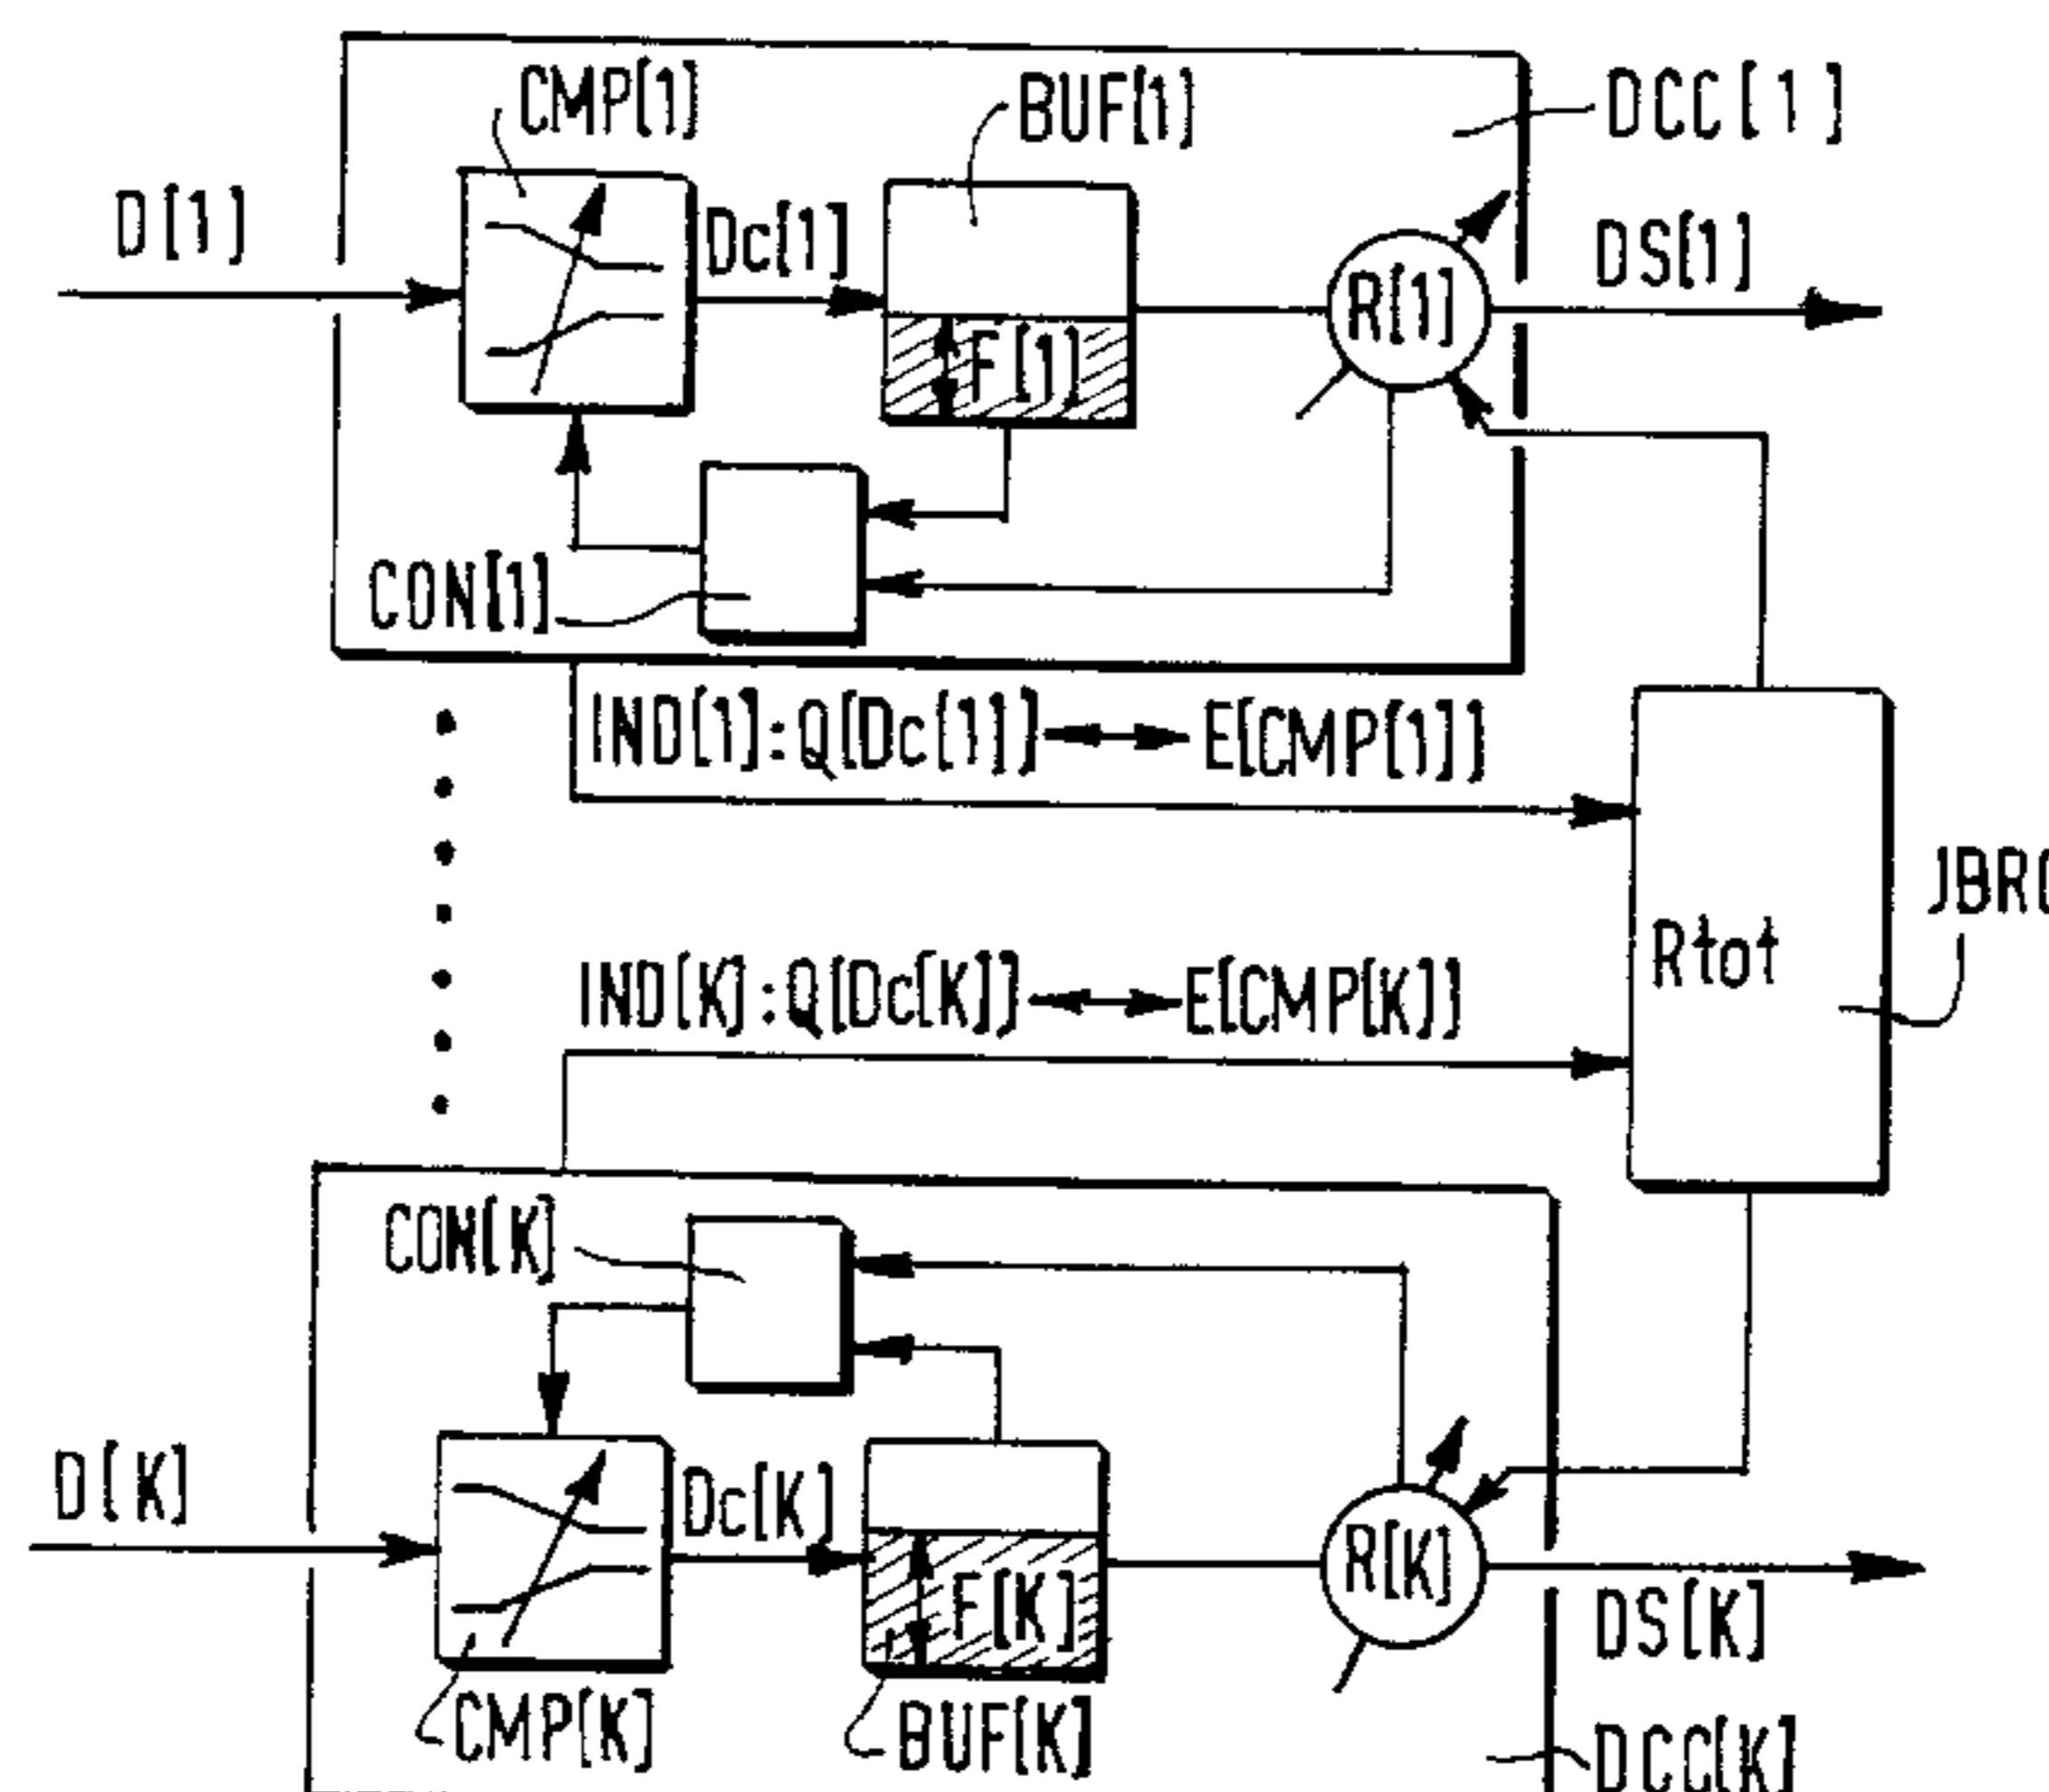 CMP[1]
BUF[1]
DCC[1]
D[1]
Dc[1]
DS[1]
R[1]
F[1]
CON[1]
IND[1]:Q[Dc[1]] E[CMP[1]]
Rtot
IND[K]:Q[Dc[K]] E[CMP[K]]
CON[K]
D[K]
Dc[K]
R[K]
F[K]
DS[K]
CMP[K]
BUF[K]
DCC[K]